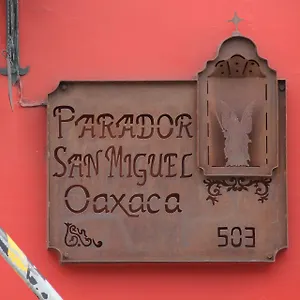 PARADOR
SAN MIGUEL
Oaxaca
503